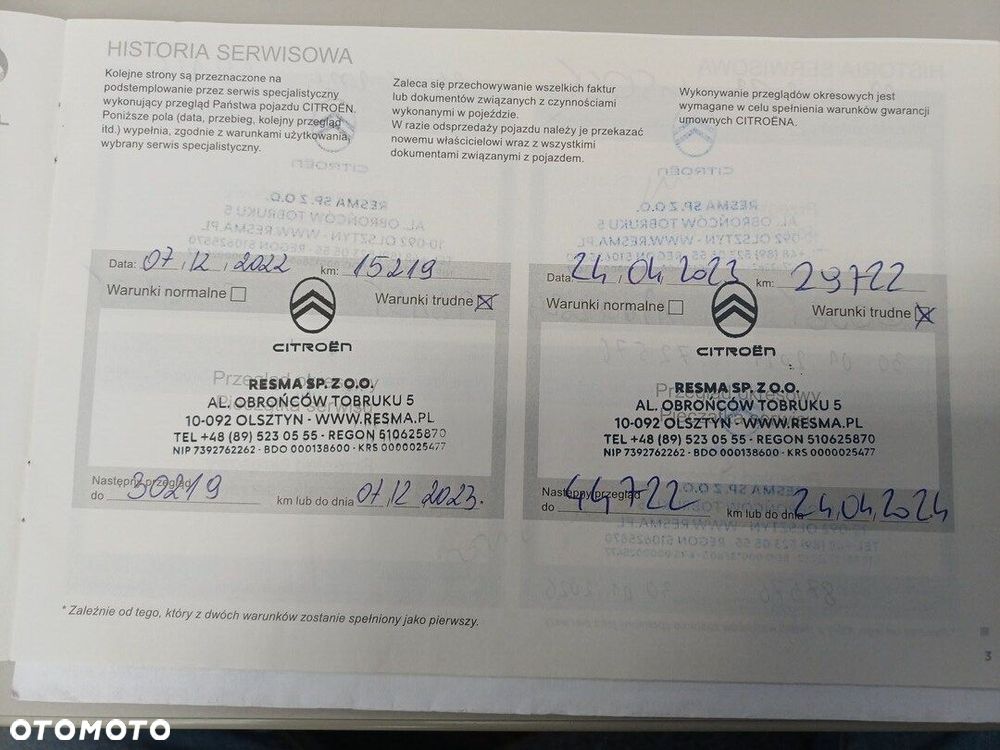 HISTORIA SERWISOWA
Kolejne strony są przeznaczone na
podstemplowanie przez serwis specjalistyczny
wykonujący przegląd Państwa pojazdu CITROËN.
Poniższe pola (data, przebieg, kolejny przegląd
itd.) wypełnia, zgodnie z warunkami użytkowania,
wybrany serwis specjalistyczny.
Zaleca się przechowywanie wszelkich faktur
lub dokumentów związanych z czynnościami
wykonanymi w pojeździe.
W razie odsprzedaży pojazdu należy je przekazać
nowemu właścicielowi wraz z wszystkimi
dokumentami związanymi z pojazdem.
Wykonywanie przeglądów okresowych jest
wymagane w celu spełnienia warunków gwarancji
umownych CITROËNA.
Data: 07, 12, 2022 km: 15219
Warunki normalne Warunki trudne
CITROËN
Przegląd okresowy
Pieczątka serwisu
RESMA SP. Z O.O.
AL. OBROŃCÓW TOBRUKU 5
10-092 OLSZTYN - WWW.RESMA.PL
TEL +48 (89) 523 05 55 - REGON 510625870
NIP 7392762262 - BDO 000138600 - KRS 0000025477
Następny przegląd
do 30219 km lub do dnia 07.12 2023.
Data: 24, 04, 2023 km: 29722
Warunki normalne Warunki trudne
CITROËN
Przegląd okresowy
Pieczątka serwisu
RESMA SP. Z O.O.
AL. OBROŃCÓW TOBRUKU 5
10-092 OLSZTYN - WWW.RESMA.PL
TEL +48 (89) 523 05 55 - REGON 510625870
NIP 7392762262 - BDO 000138600 - KRS 0000025477
Następny przegląd
do 44722 km lub do dnia 24.04.2024
* Zależnie od tego, który z dwóch warunków zostanie spełniony jako pierwszy.
3
OTOMOTO